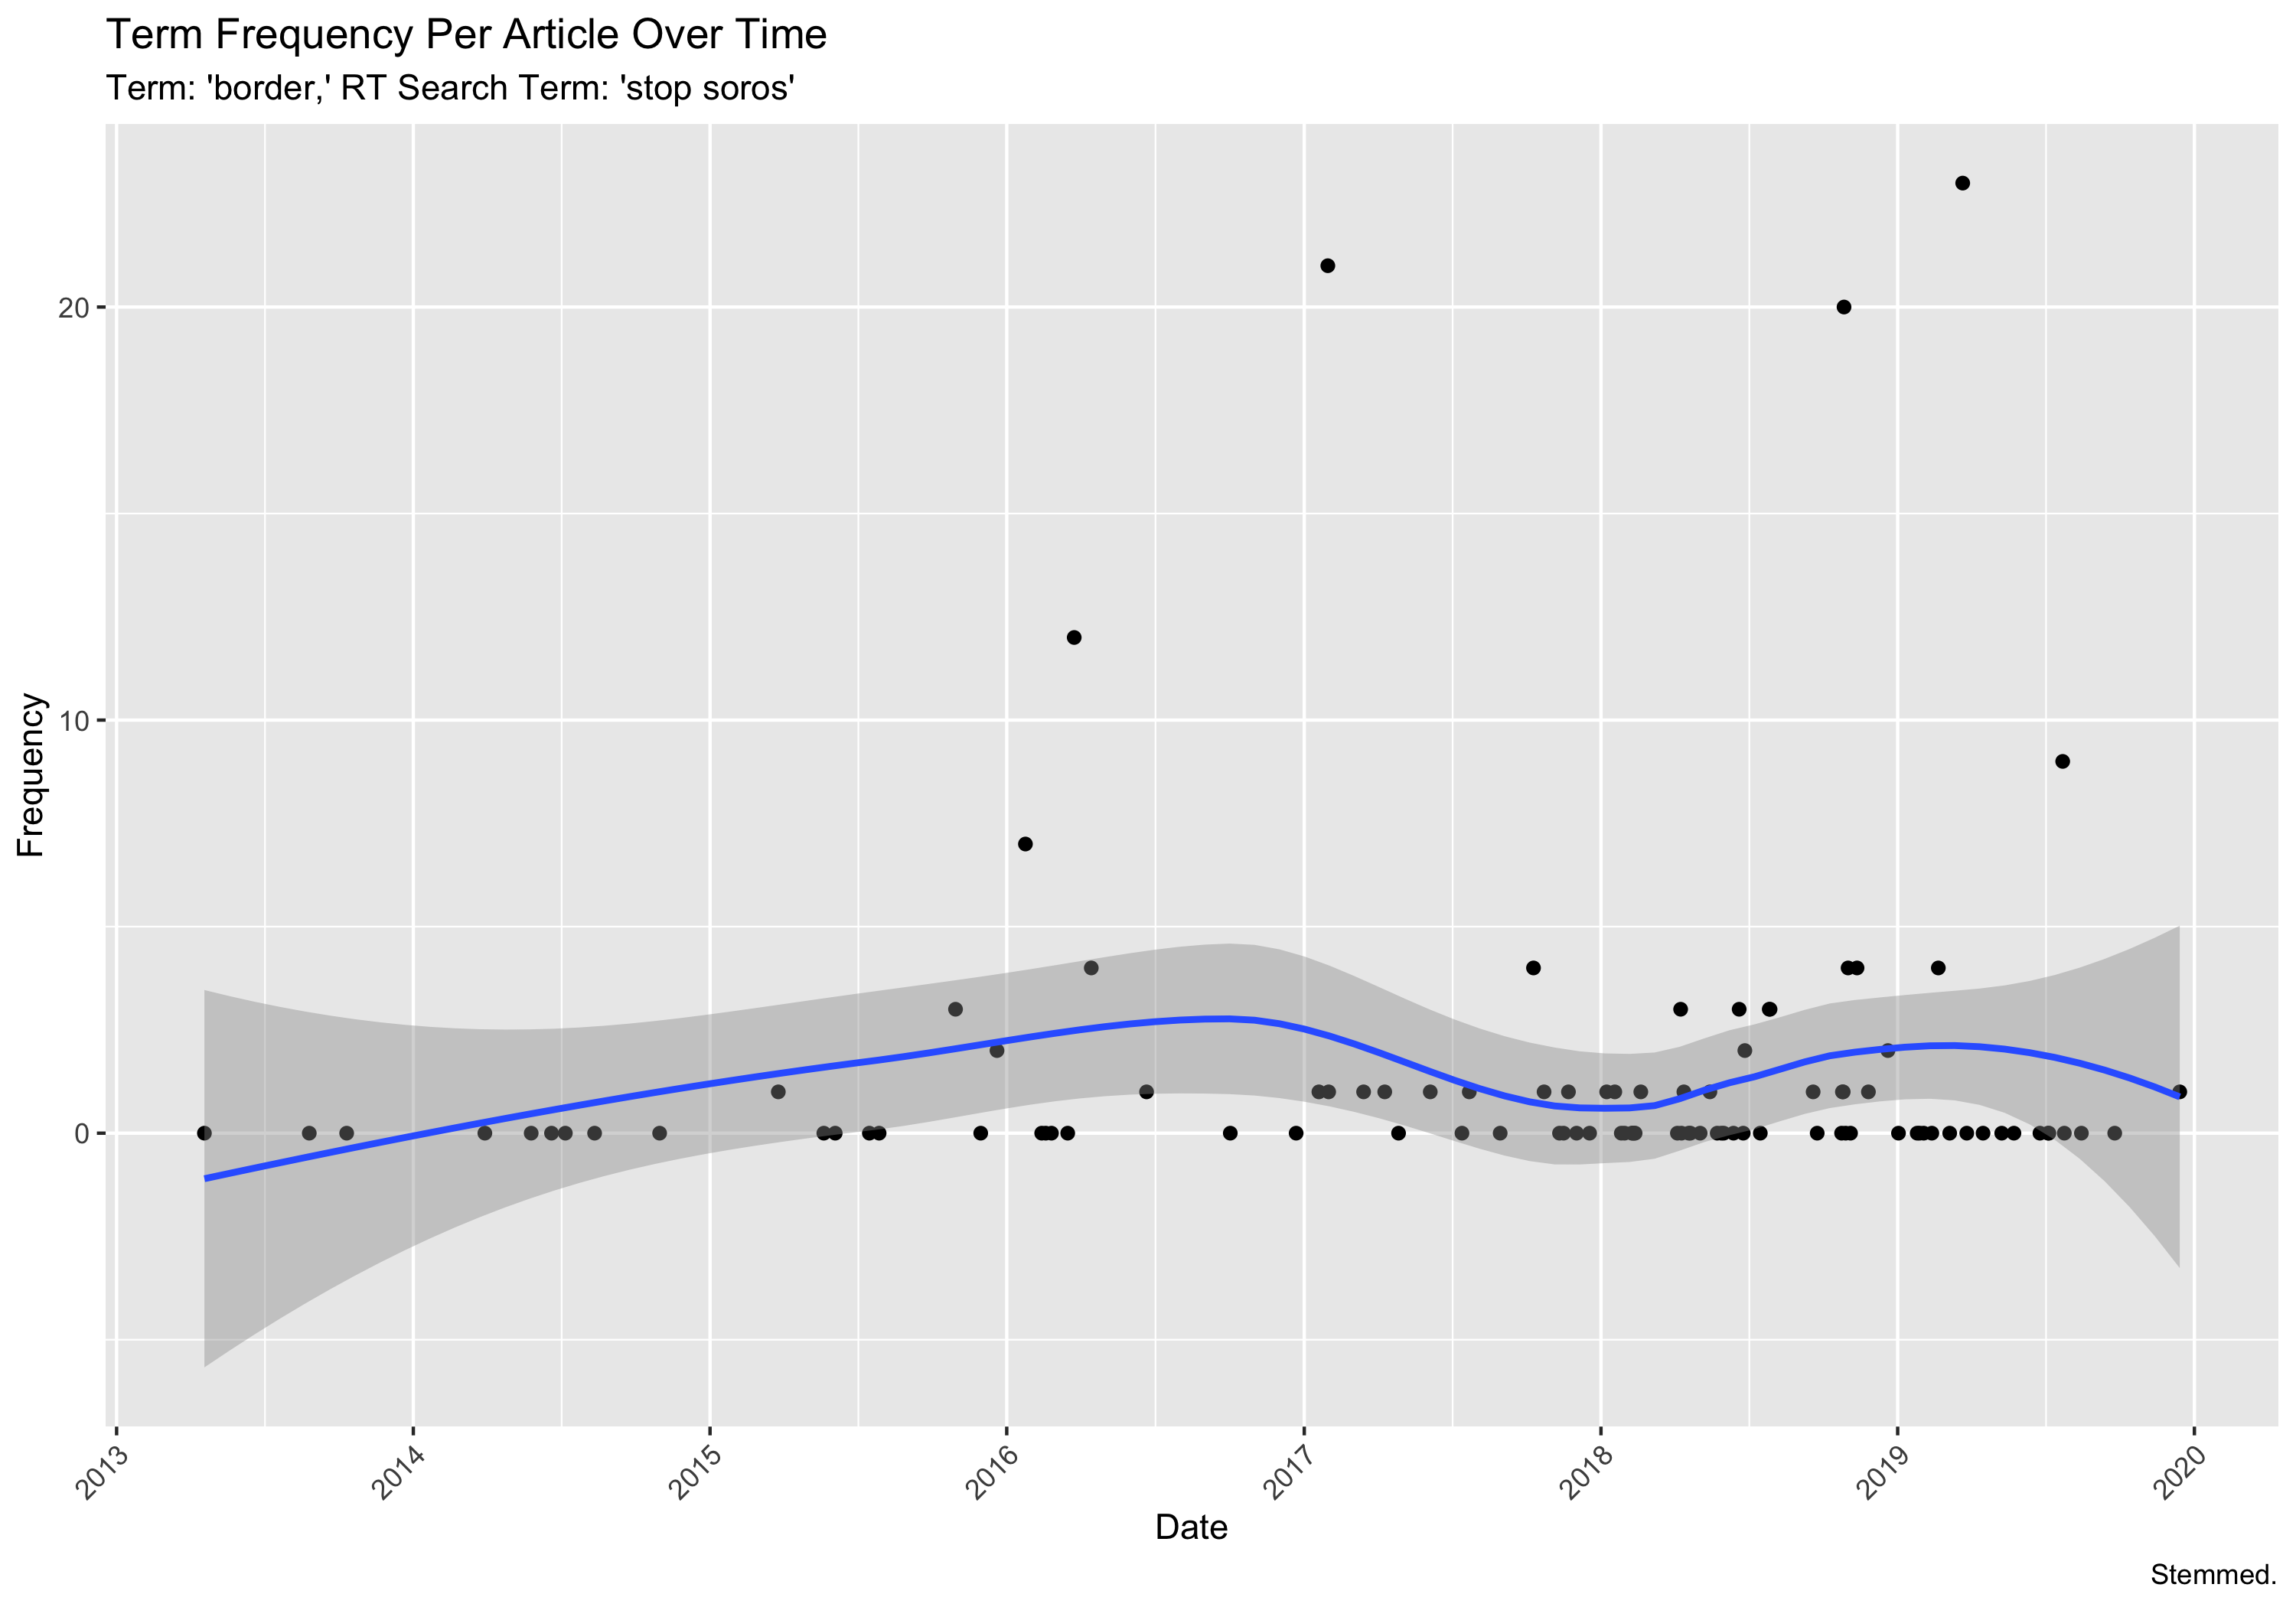 Term Frequency Per Article Over Time
Term: 'border,' RT Search Term: 'stop soros'
Frequency
20
10
0
2013
2014
2015
2016
2017
2018
2019
2020
Date
Stemmed.